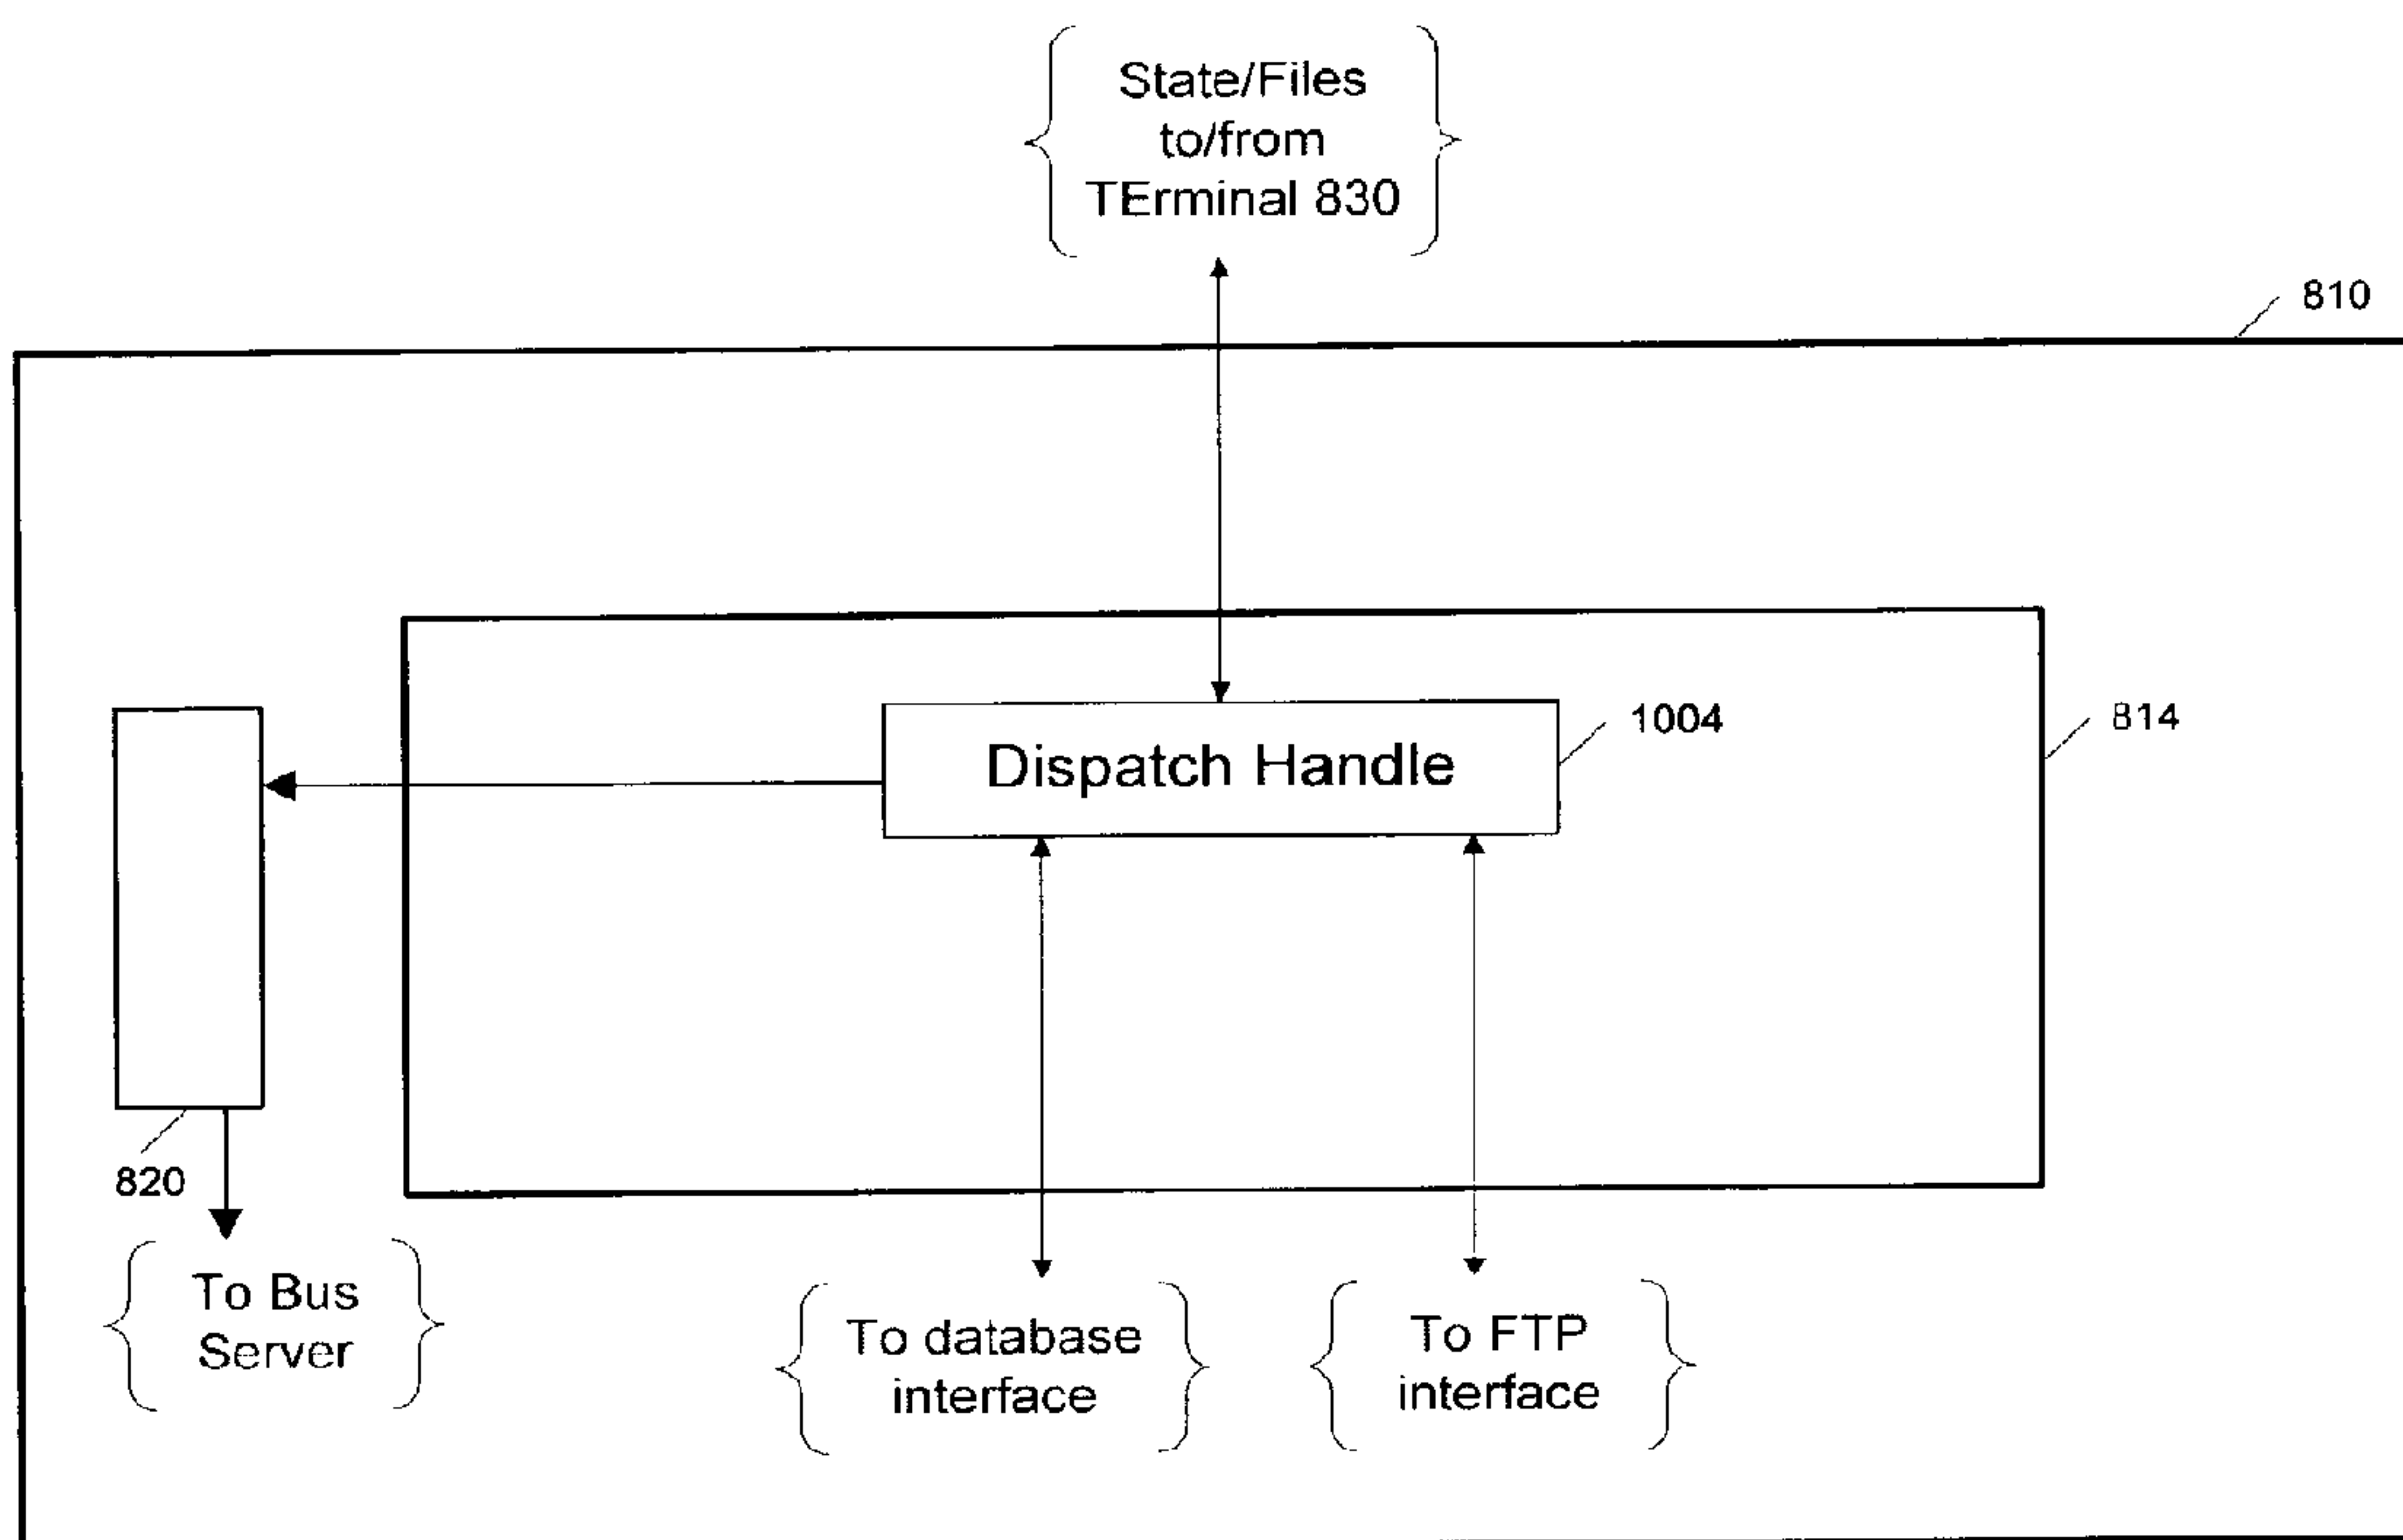 State/Files
to/from
TErminal 830
810
Dispatch Handle
1004
814
820
To Bus
Server
To database
interface
To FTP
interface